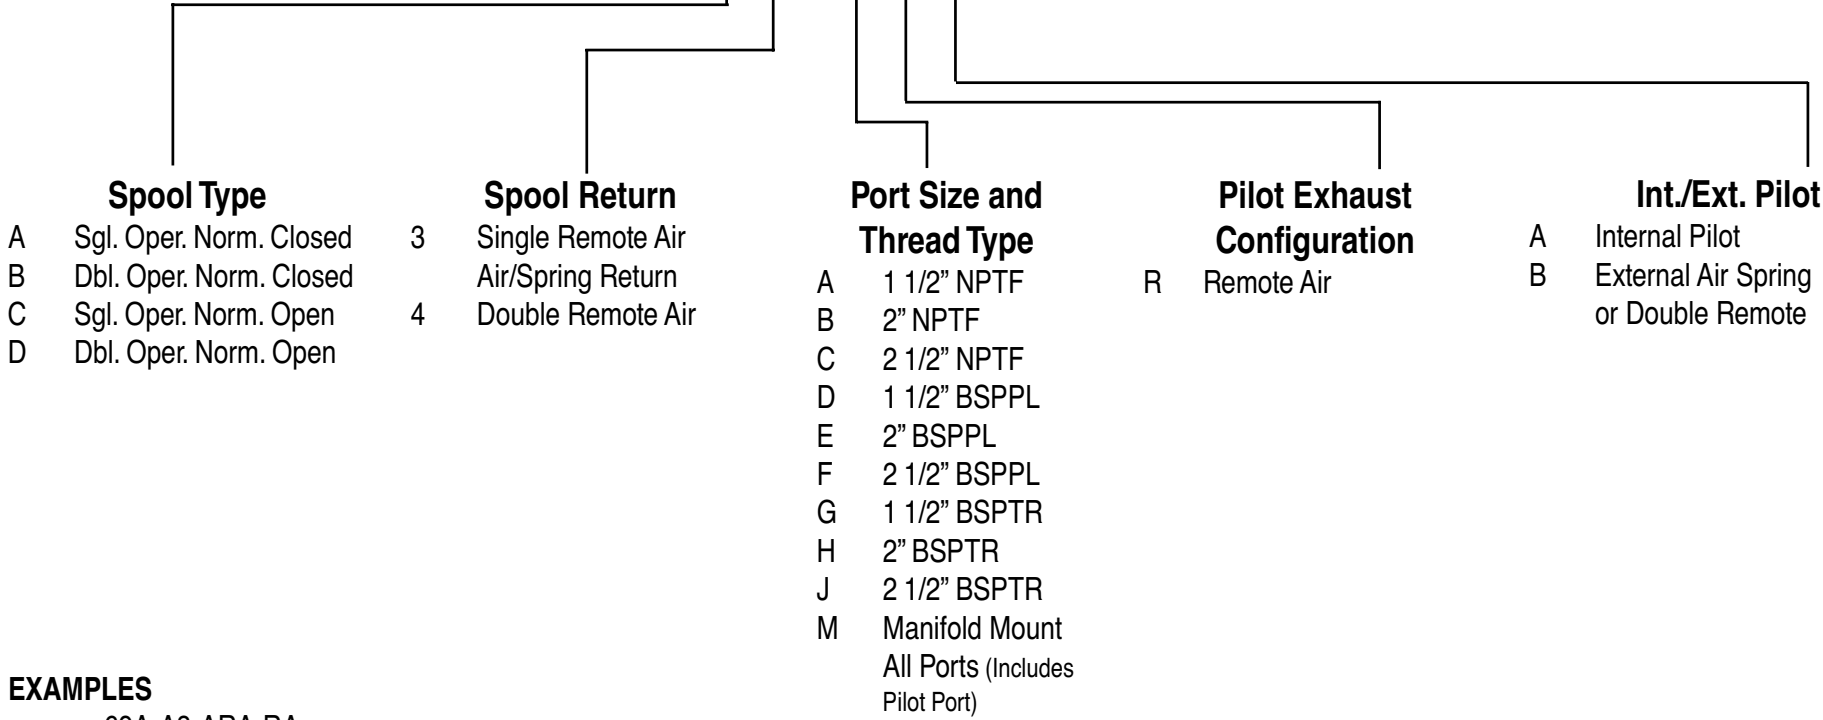 Spool Type
A Sgl. Oper. Norm. Closed
B Dbl. Oper. Norm. Closed
C Sgl. Oper. Norm. Open
D Dbl. Oper. Norm. Open
Spool Return
3 Single Remote Air
Air/Spring Return
4 Double Remote Air
Port Size and
Thread Type
A 1 1/2” NPTF
B 2” NPTF
C 2 1/2” NPTF
D 1 1/2” BSPPL
E 2” BSPPL
F 2 1/2” BSPPL
G 1 1/2” BSPTR
H 2” BSPTR
J 2 1/2” BSPTR
M Manifold Mount
All Ports (Includes
Pilot Port)
Pilot Exhaust
Configuration
R Remote Air
Int./Ext. Pilot
A Internal Pilot
B External Air Spring
or Double Remote
EXAMPLES